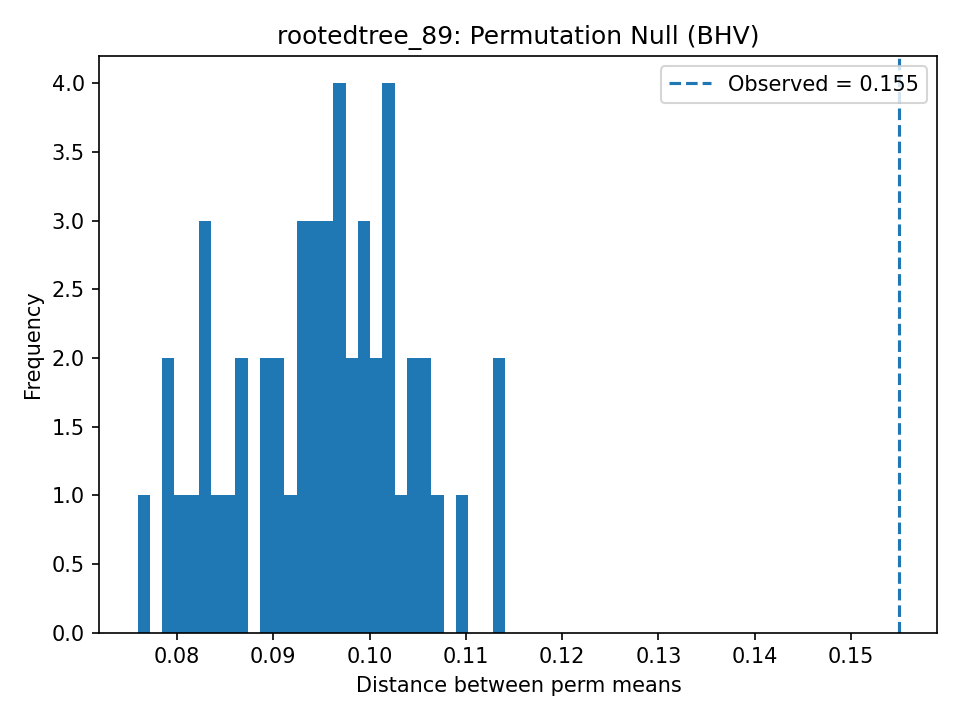 rootedtree_89: Permutation Null (BHV)
Observed = 0.155
Frequency
4.0
3.5
3.0
2.5
2.0
1.5
1.0
0.5
0.0
0.08 0.09 0.10 0.11 0.12 0.13 0.14 0.15
Distance between perm means